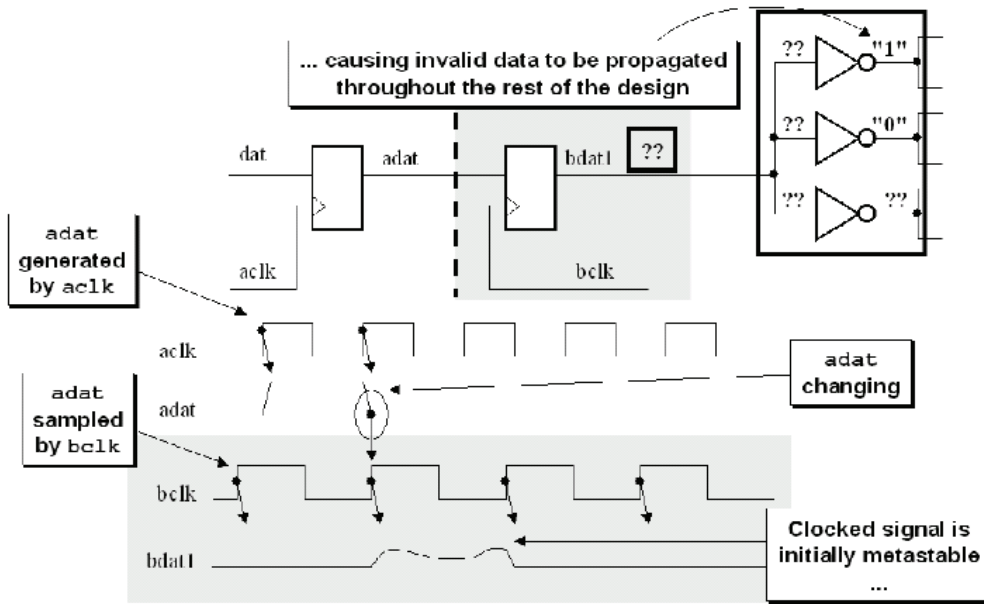 ... causing invalid data to be propagated
throughout the rest of the design
?? "1"
?? "0"
?? ??
dat
adat
bdat1
??
aclk
bclk
adat
generated
by aclk
aclk
adat
changing
adat
adat
sampled
by bclk
bclk
bdat1
Clocked signal is
initially metastable
...